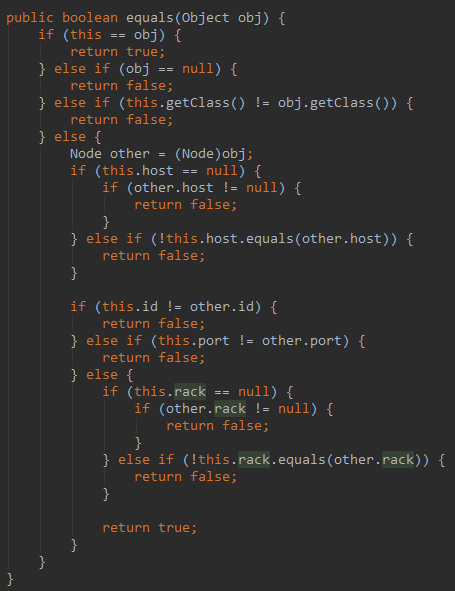 public boolean equals(Object obj) {
    if (this == obj) {
        return true;
    } else if (obj == null) {
        return false;
    } else if (this.getClass() != obj.getClass()) {
        return false;
    } else {
        Node other = (Node)obj;
        if (this.host == null) {
            if (other.host != null) {
                return false;
            }
        } else if (!this.host.equals(other.host)) {
            return false;
        }

        if (this.id != other.id) {
            return false;
        } else if (this.port != other.port) {
            return false;
        } else {
            if (this.rack == null) {
                if (other.rack != null) {
                    return false;
                }
            } else if (!this.rack.equals(other.rack)) {
                return false;
            }

            return true;
        }
    }
}